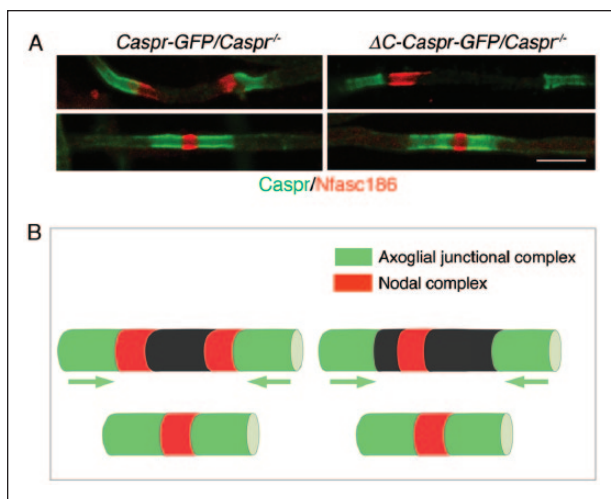 A
Caspr-GFP/Caspr-/-
ΔC-Caspr-GFP/Caspr-/-
Caspr/Nfasc186
B
Axoglial junctional complex
Nodal complex